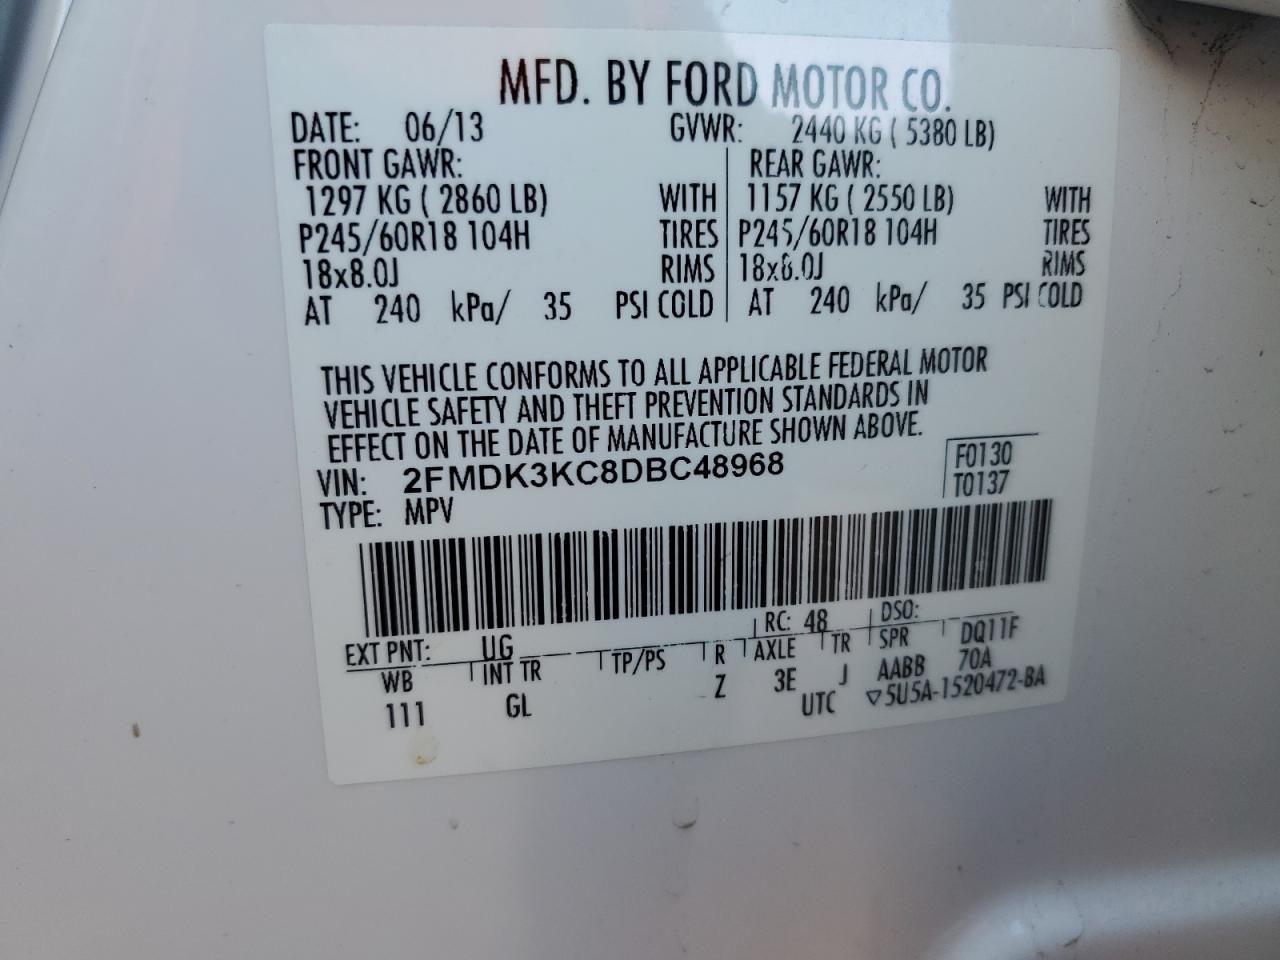 MFD. BY FORD MOTOR CO.
DATE: 06/13 GVWR: 2440 KG ( 5380 LB)
FRONT GAWR: REAR GAWR:
1297 KG ( 2860 LB) WITH 1157 KG ( 2550 LB) WITH
P245/60R18 104H TIRES P245/60R18 104H TIRES
18x8.0J RIMS 18x8.0J RIMS
AT 240 kPa/ 35 PSI COLD AT 240 kPa/ 35 PSI COLD
THIS VEHICLE CONFORMS TO ALL APPLICABLE FEDERAL MOTOR
VEHICLE SAFETY AND THEFT PREVENTION STANDARDS IN
EFFECT ON THE DATE OF MANUFACTURE SHOWN ABOVE.
VIN: 2FMDK3KC8DBC48968 F0130
TYPE: MPV T0137
EXT PNT: UG RC: 48 DSO:
WB INT TR TP/PS R AXLE TR SPR DQ11F
111 GL Z 3E J AABB 70A
UTC ▽5U5A-1520472-BA